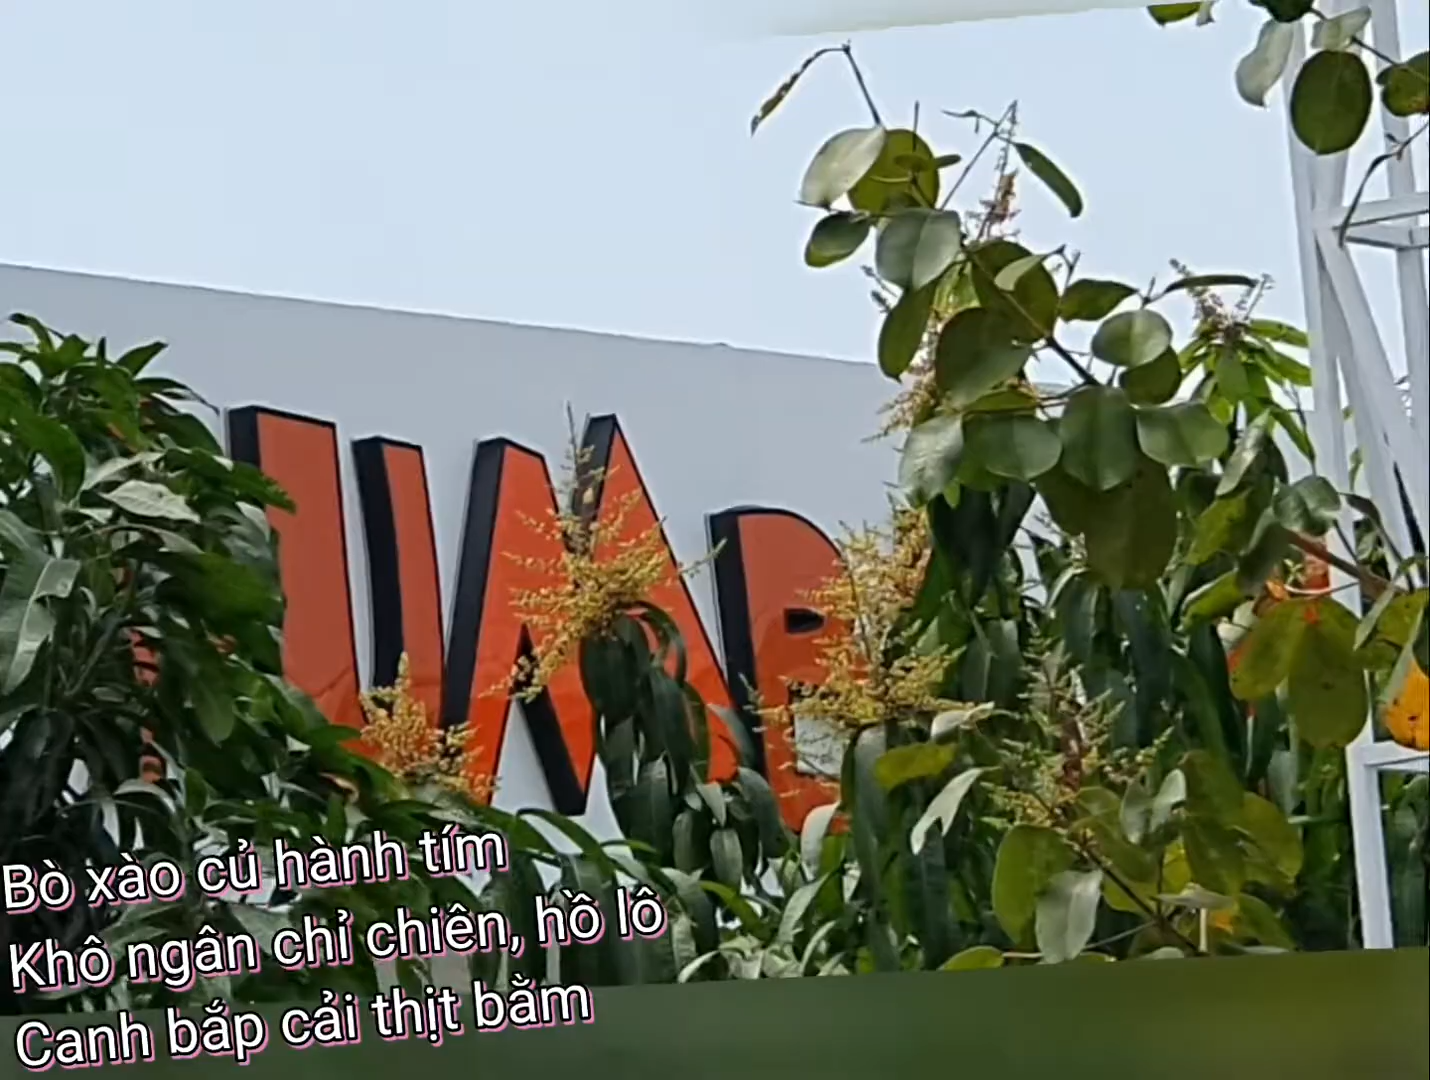 Bò xào củ hành tím
Khô ngân chỉ chiên, hồ lô
Canh bắp cải thịt bằm